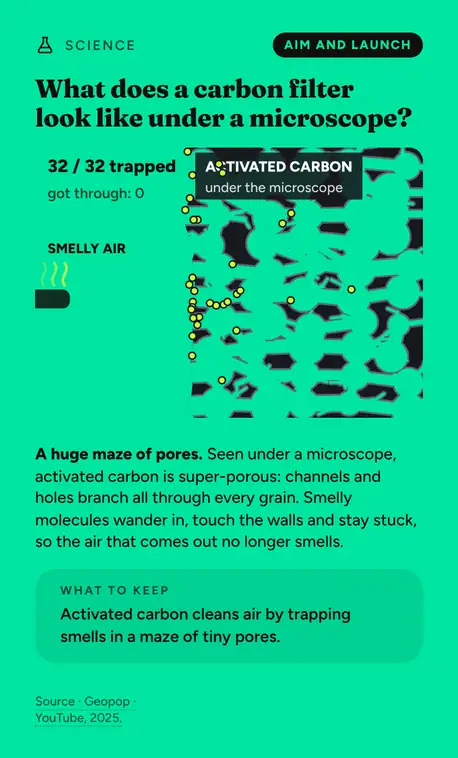 SCIENCE
AIM AND LAUNCH
What does a carbon filter
look like under a microscope?
32 / 32 trapped
got through: 0
ACTIVATED CARBON
under the microscope
SMELLY AIR
A huge maze of pores. Seen under a microscope,
activated carbon is super-porous: channels and
holes branch all through every grain. Smelly
molecules wander in, touch the walls and stay stuck,
so the air that comes out no longer smells.
WHAT TO KEEP
Activated carbon cleans air by trapping
smells in a maze of tiny pores.
Source · Geopop ·
YouTube, 2025.